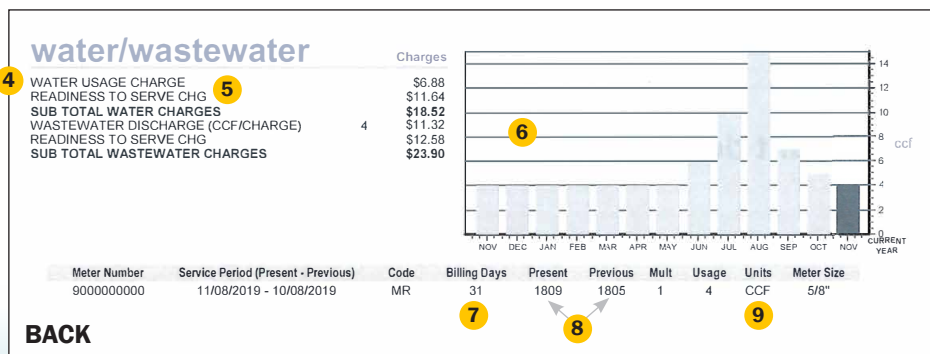 water/wastewater Charges
4 WATER USAGE CHARGE $6.88
READINESS TO SERVE CHG 5 $11.64
SUB TOTAL WATER CHARGES $18.52
WASTEWATER DISCHARGE (CCF/CHARGE) 4 $11.32
READINESS TO SERVE CHG $12.58
SUB TOTAL WASTEWATER CHARGES $23.90
6
14
12
10
8
6
4
2
0
ccf
NOV DEC JAN FEB MAR APR MAY JUN JUL AUG SEP OCT NOV
CURRENT
YEAR
Meter Number Service Period (Present - Previous) Code Billing Days Present Previous Mult Usage Units Meter Size
9000000000 11/08/2019 - 10/08/2019 MR 31 1809 1805 1 4 CCF 5/8"
7 8 9
BACK